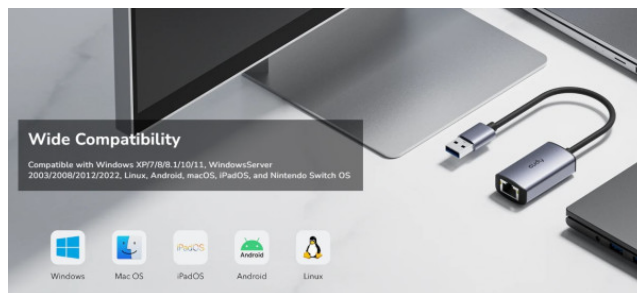 Wide Compatibility
Compatible with Windows XP/7/8/8.1/10/11, WindowsServer
2003/2008/2012/2022, Linux, Android, macOS, iPadOS, and Nintendo Switch OS
iPadOS
Android
Windows
Mac OS
iPadOS
Android
Linux